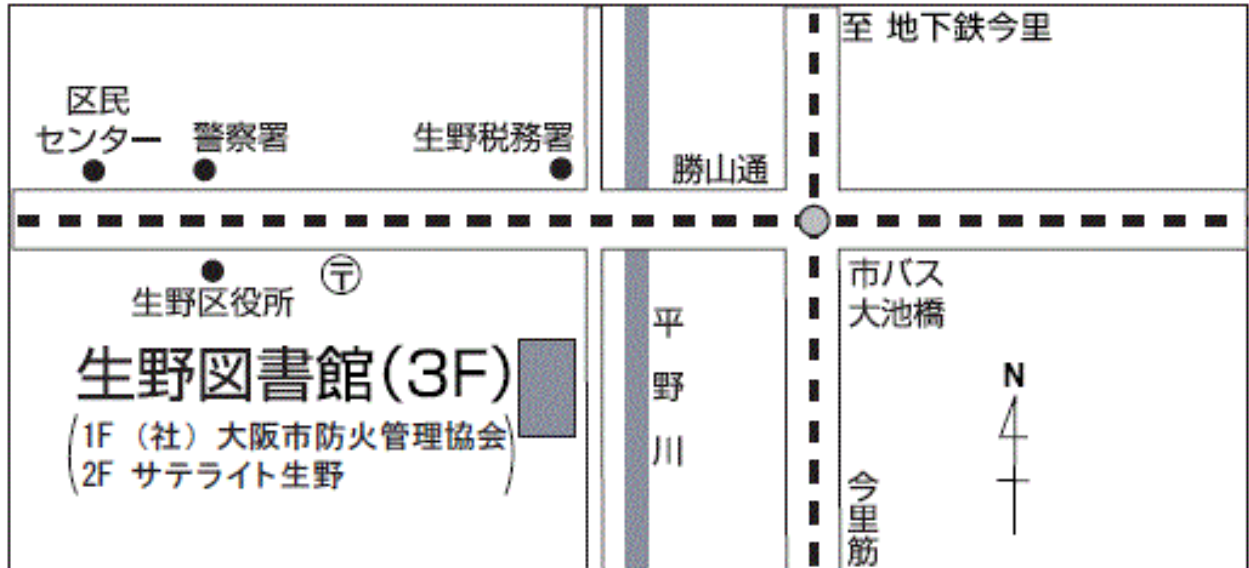 至 地下鉄今里
区民
センター
警察署
生野税務署
勝山通
生野区役所
〒
市バス
大池橋
平野川
生野図書館(3F)
1F (社)大阪市防火管理協会
2F サテライト生野
N
今里筋